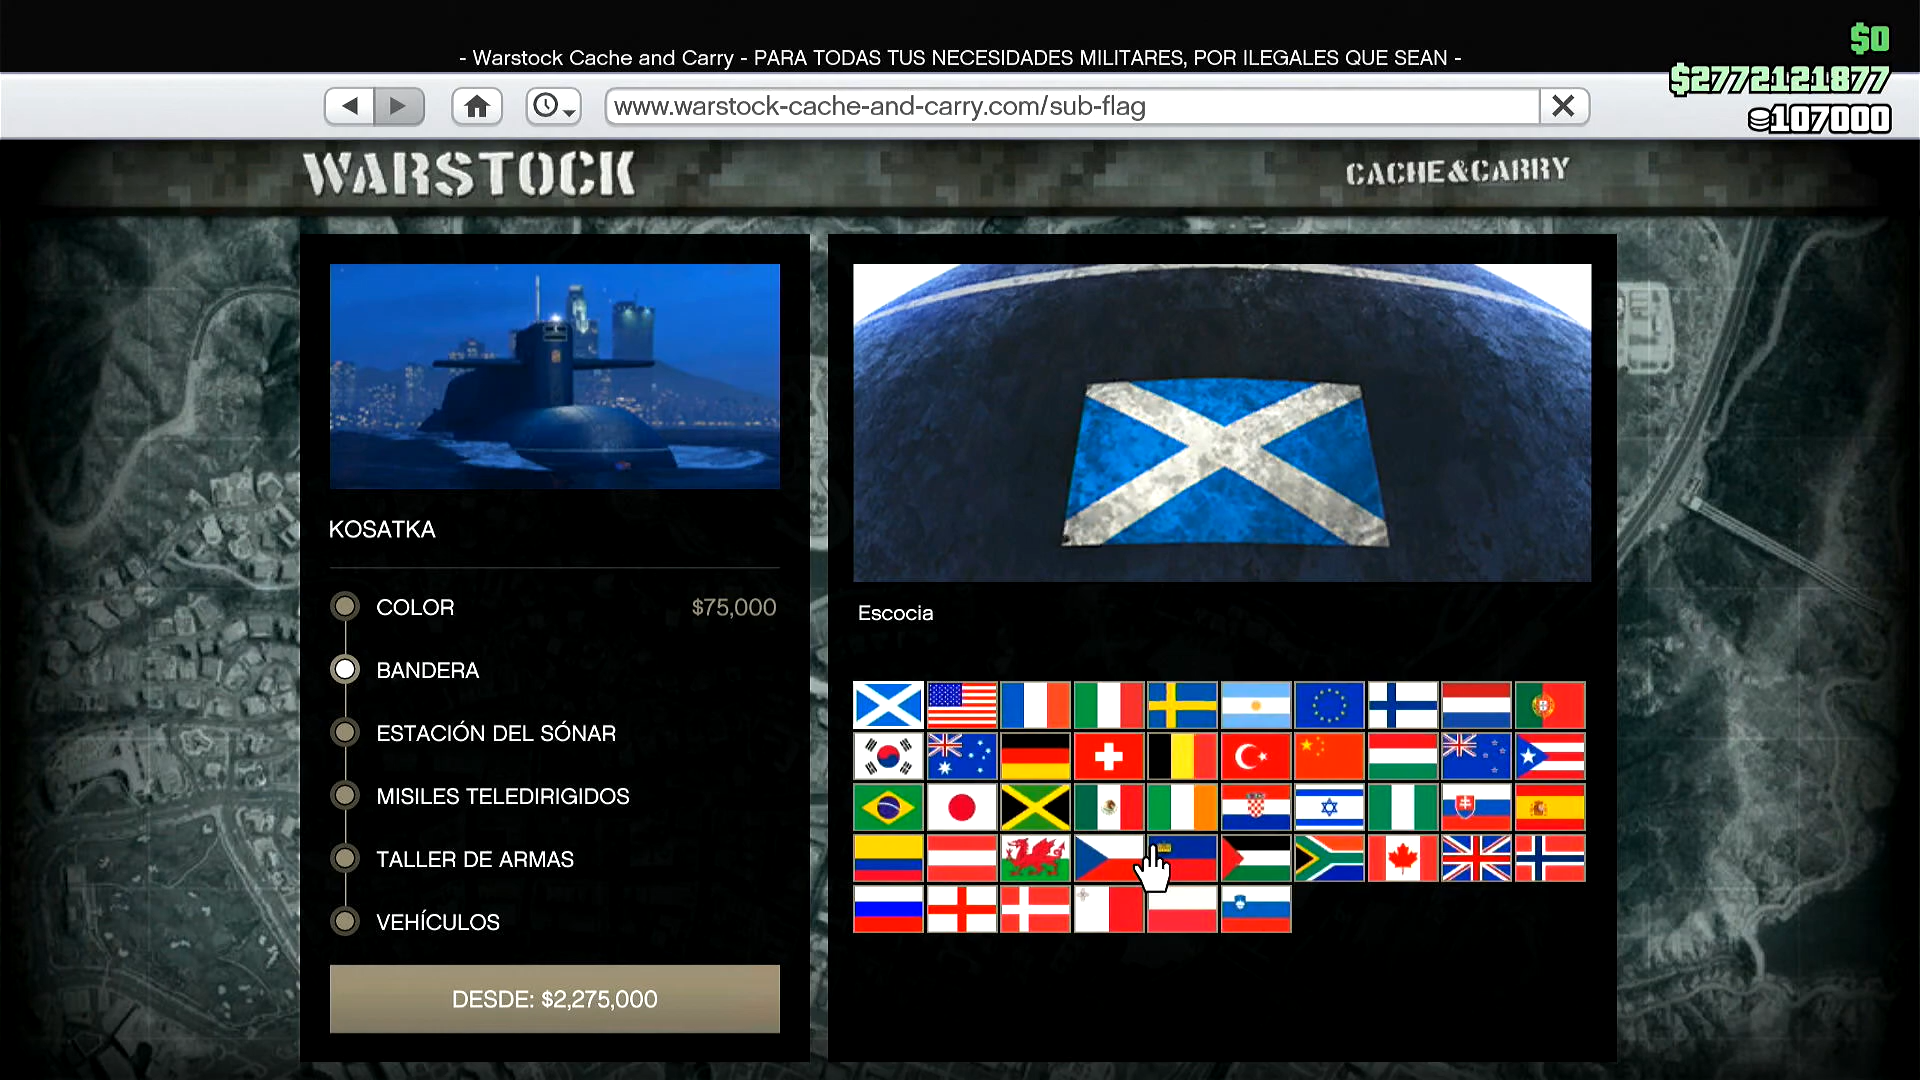 - Warstock Cache and Carry - PARA TODAS TUS NECESIDADES MILITARES, POR ILEGALES QUE SEAN -
$0
$2772121877
107000
www.warstock-cache-and-carry.com/sub-flag
WARSTOCK
CACHE&CARRY
KOSATKA
COLOR $75,000
BANDERA
ESTACIÓN DEL SÓNAR
MISILES TELEDIRIGIDOS
TALLER DE ARMAS
VEHÍCULOS
DESDE: $2,275,000
Escocia